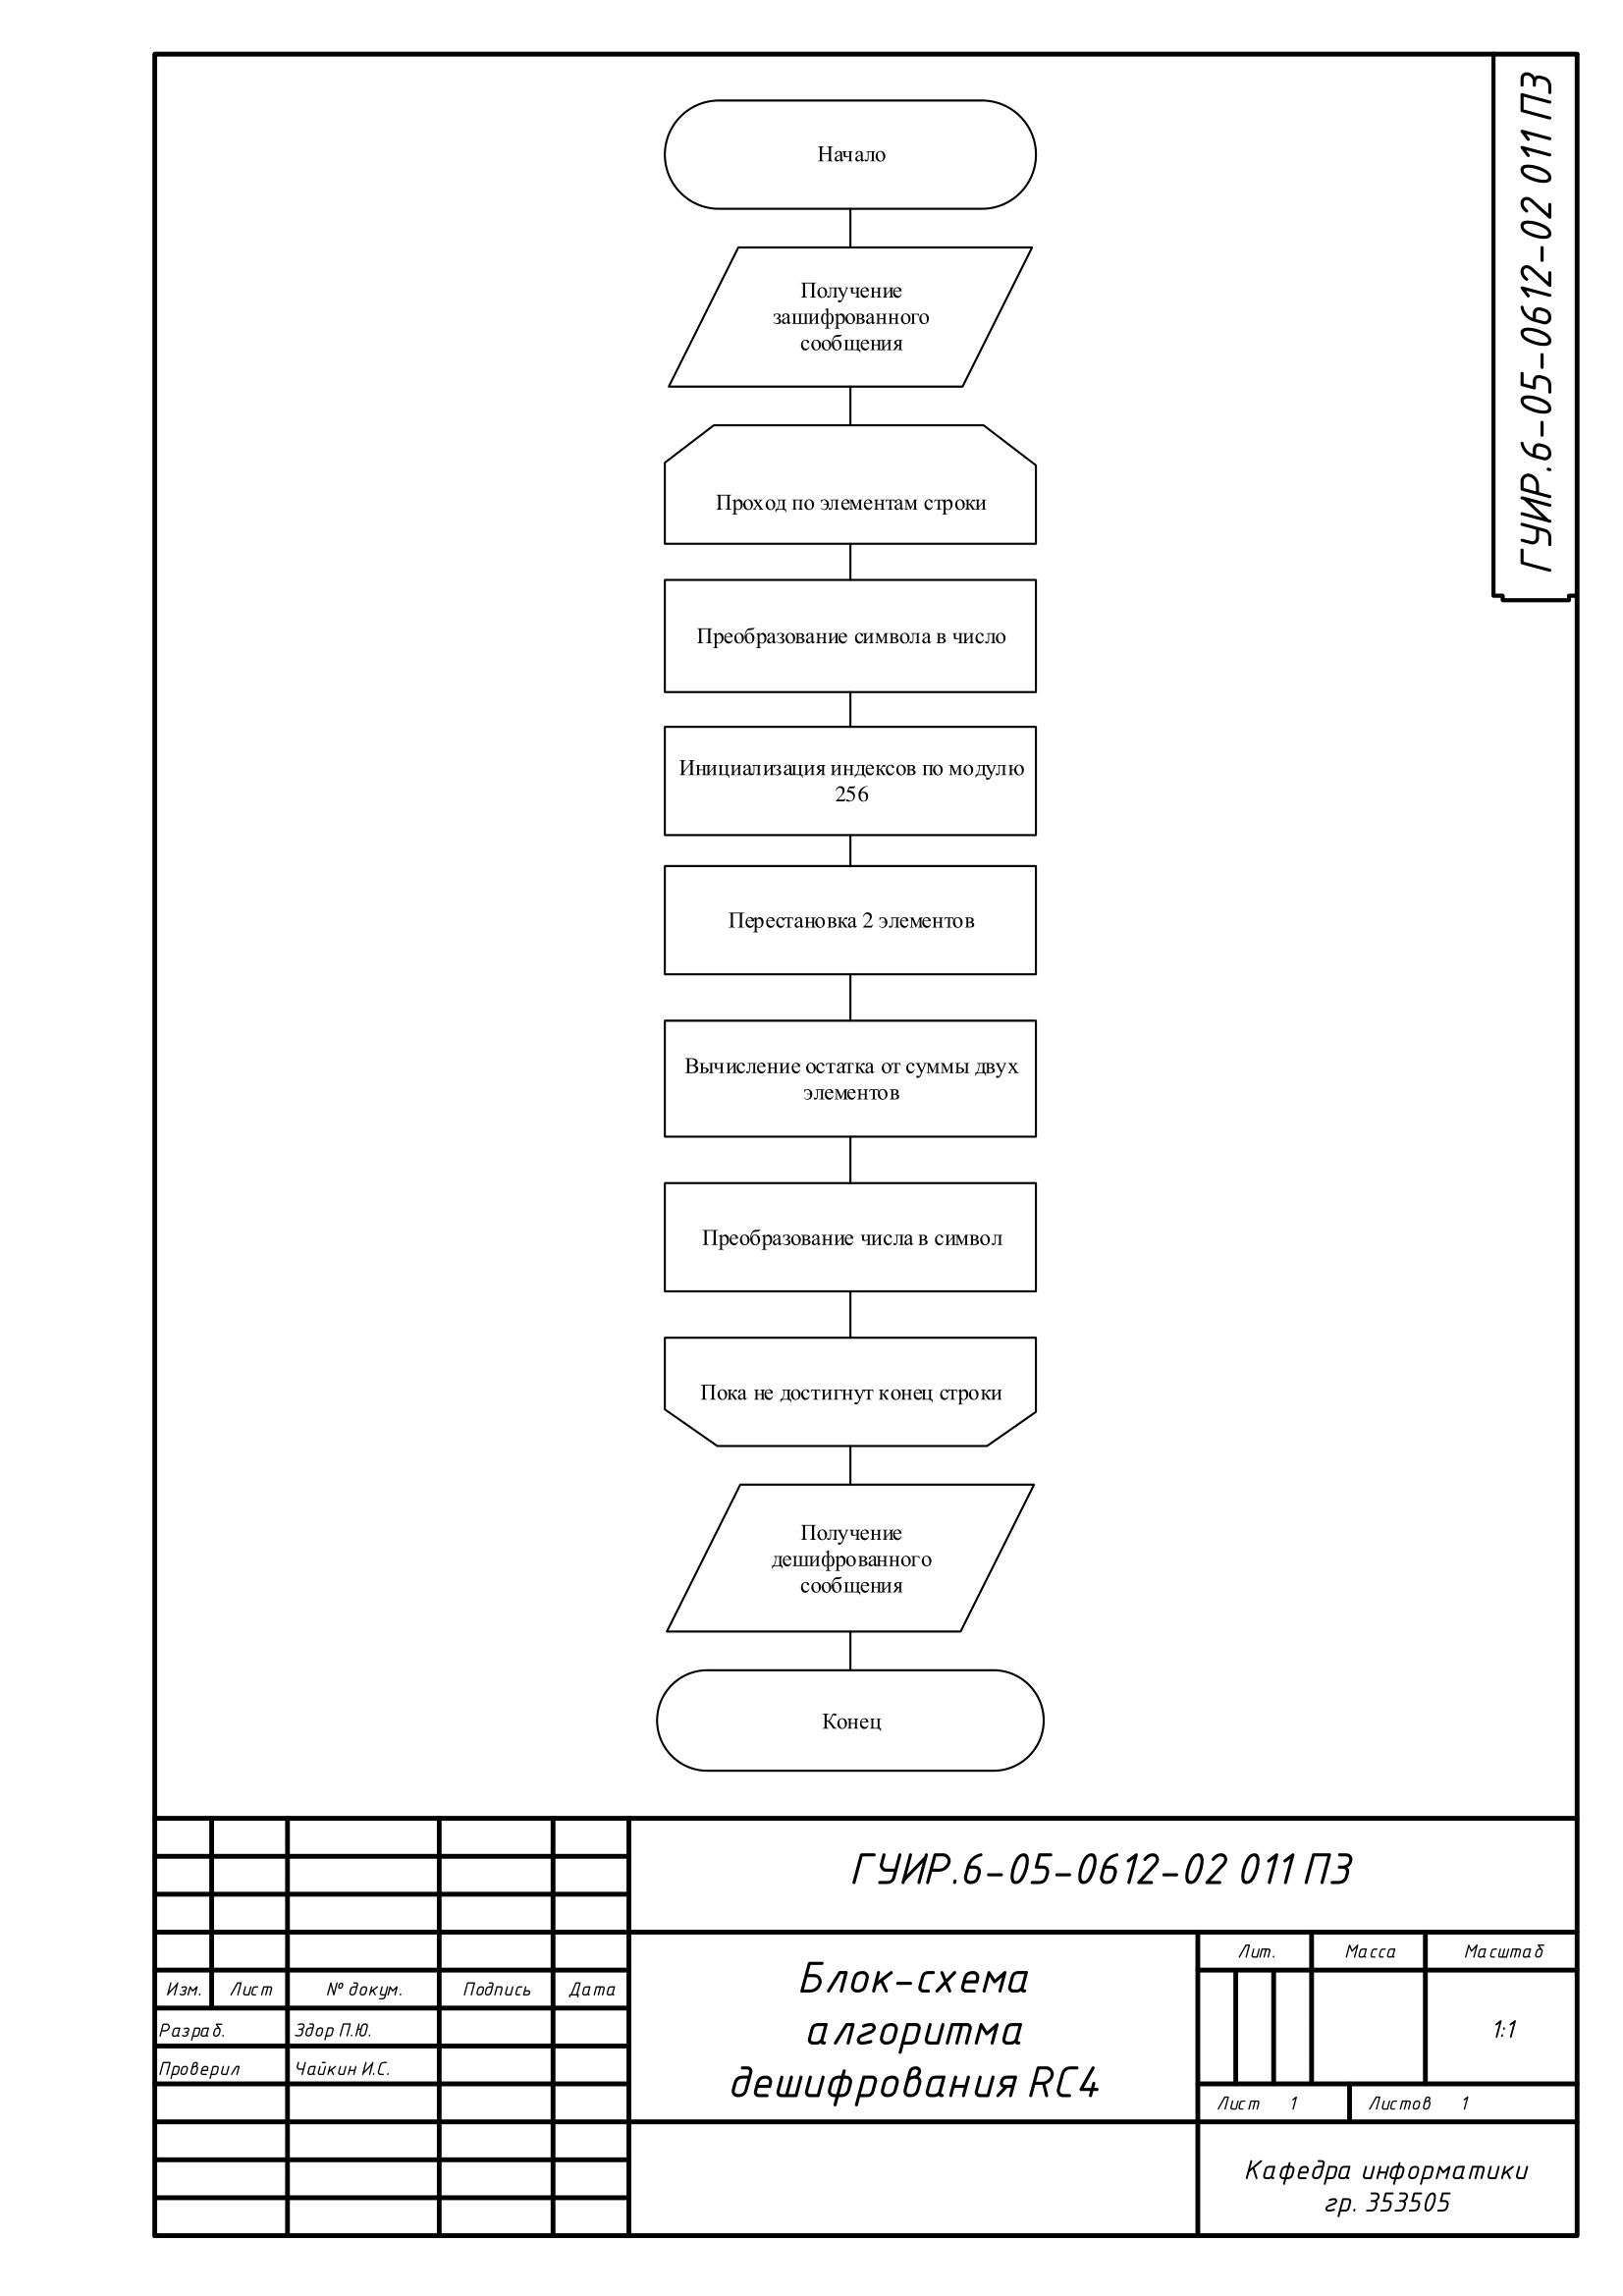 ГУИР.6-05-0612-02 011 ПЗ
Начало
Получение
зашифрованного
сообщения
Проход по элементам строки
Преобразование символа в число
Инициализация индексов по модулю
256
Перестановка 2 элементов
Вычисление остатка от суммы двух
элементов
Преобразование числа в символ
Пока не достигнут конец строки
Получение
дешифрованного
сообщения
Конец
ГУИР.6-05-0612-02 011 ПЗ
Изм. Лист № докум. Подпись Дата
Разраб. Здор П.Ю.
Проверил Чайкин И.С.
Блок-схема
алгоритма
дешифрования RC4
Лит. Масса Масштаб
1:1
Лист 1 Листов 1
Кафедра информатики
гр. 353505